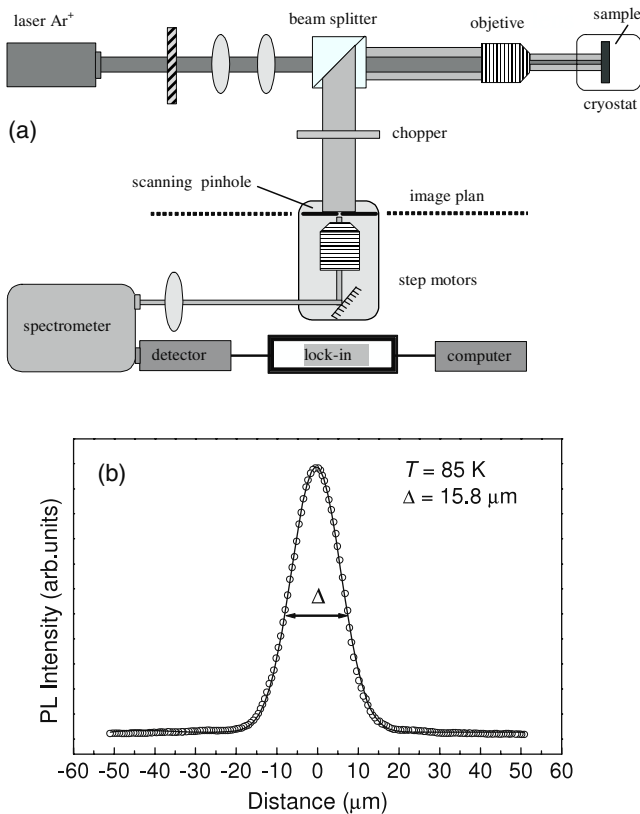 laser Ar⁺
beam splitter
objetive
sample
cryostat
(a)
chopper
scanning pinhole
image plan
step motors
spectrometer
detector
lock-in
computer
(b)
T = 85 K
Δ = 15.8 μm
Δ
PL Intensity (arb.units)
-60 -50 -40 -30 -20 -10 0 10 20 30 40 50 60
Distance (μm)